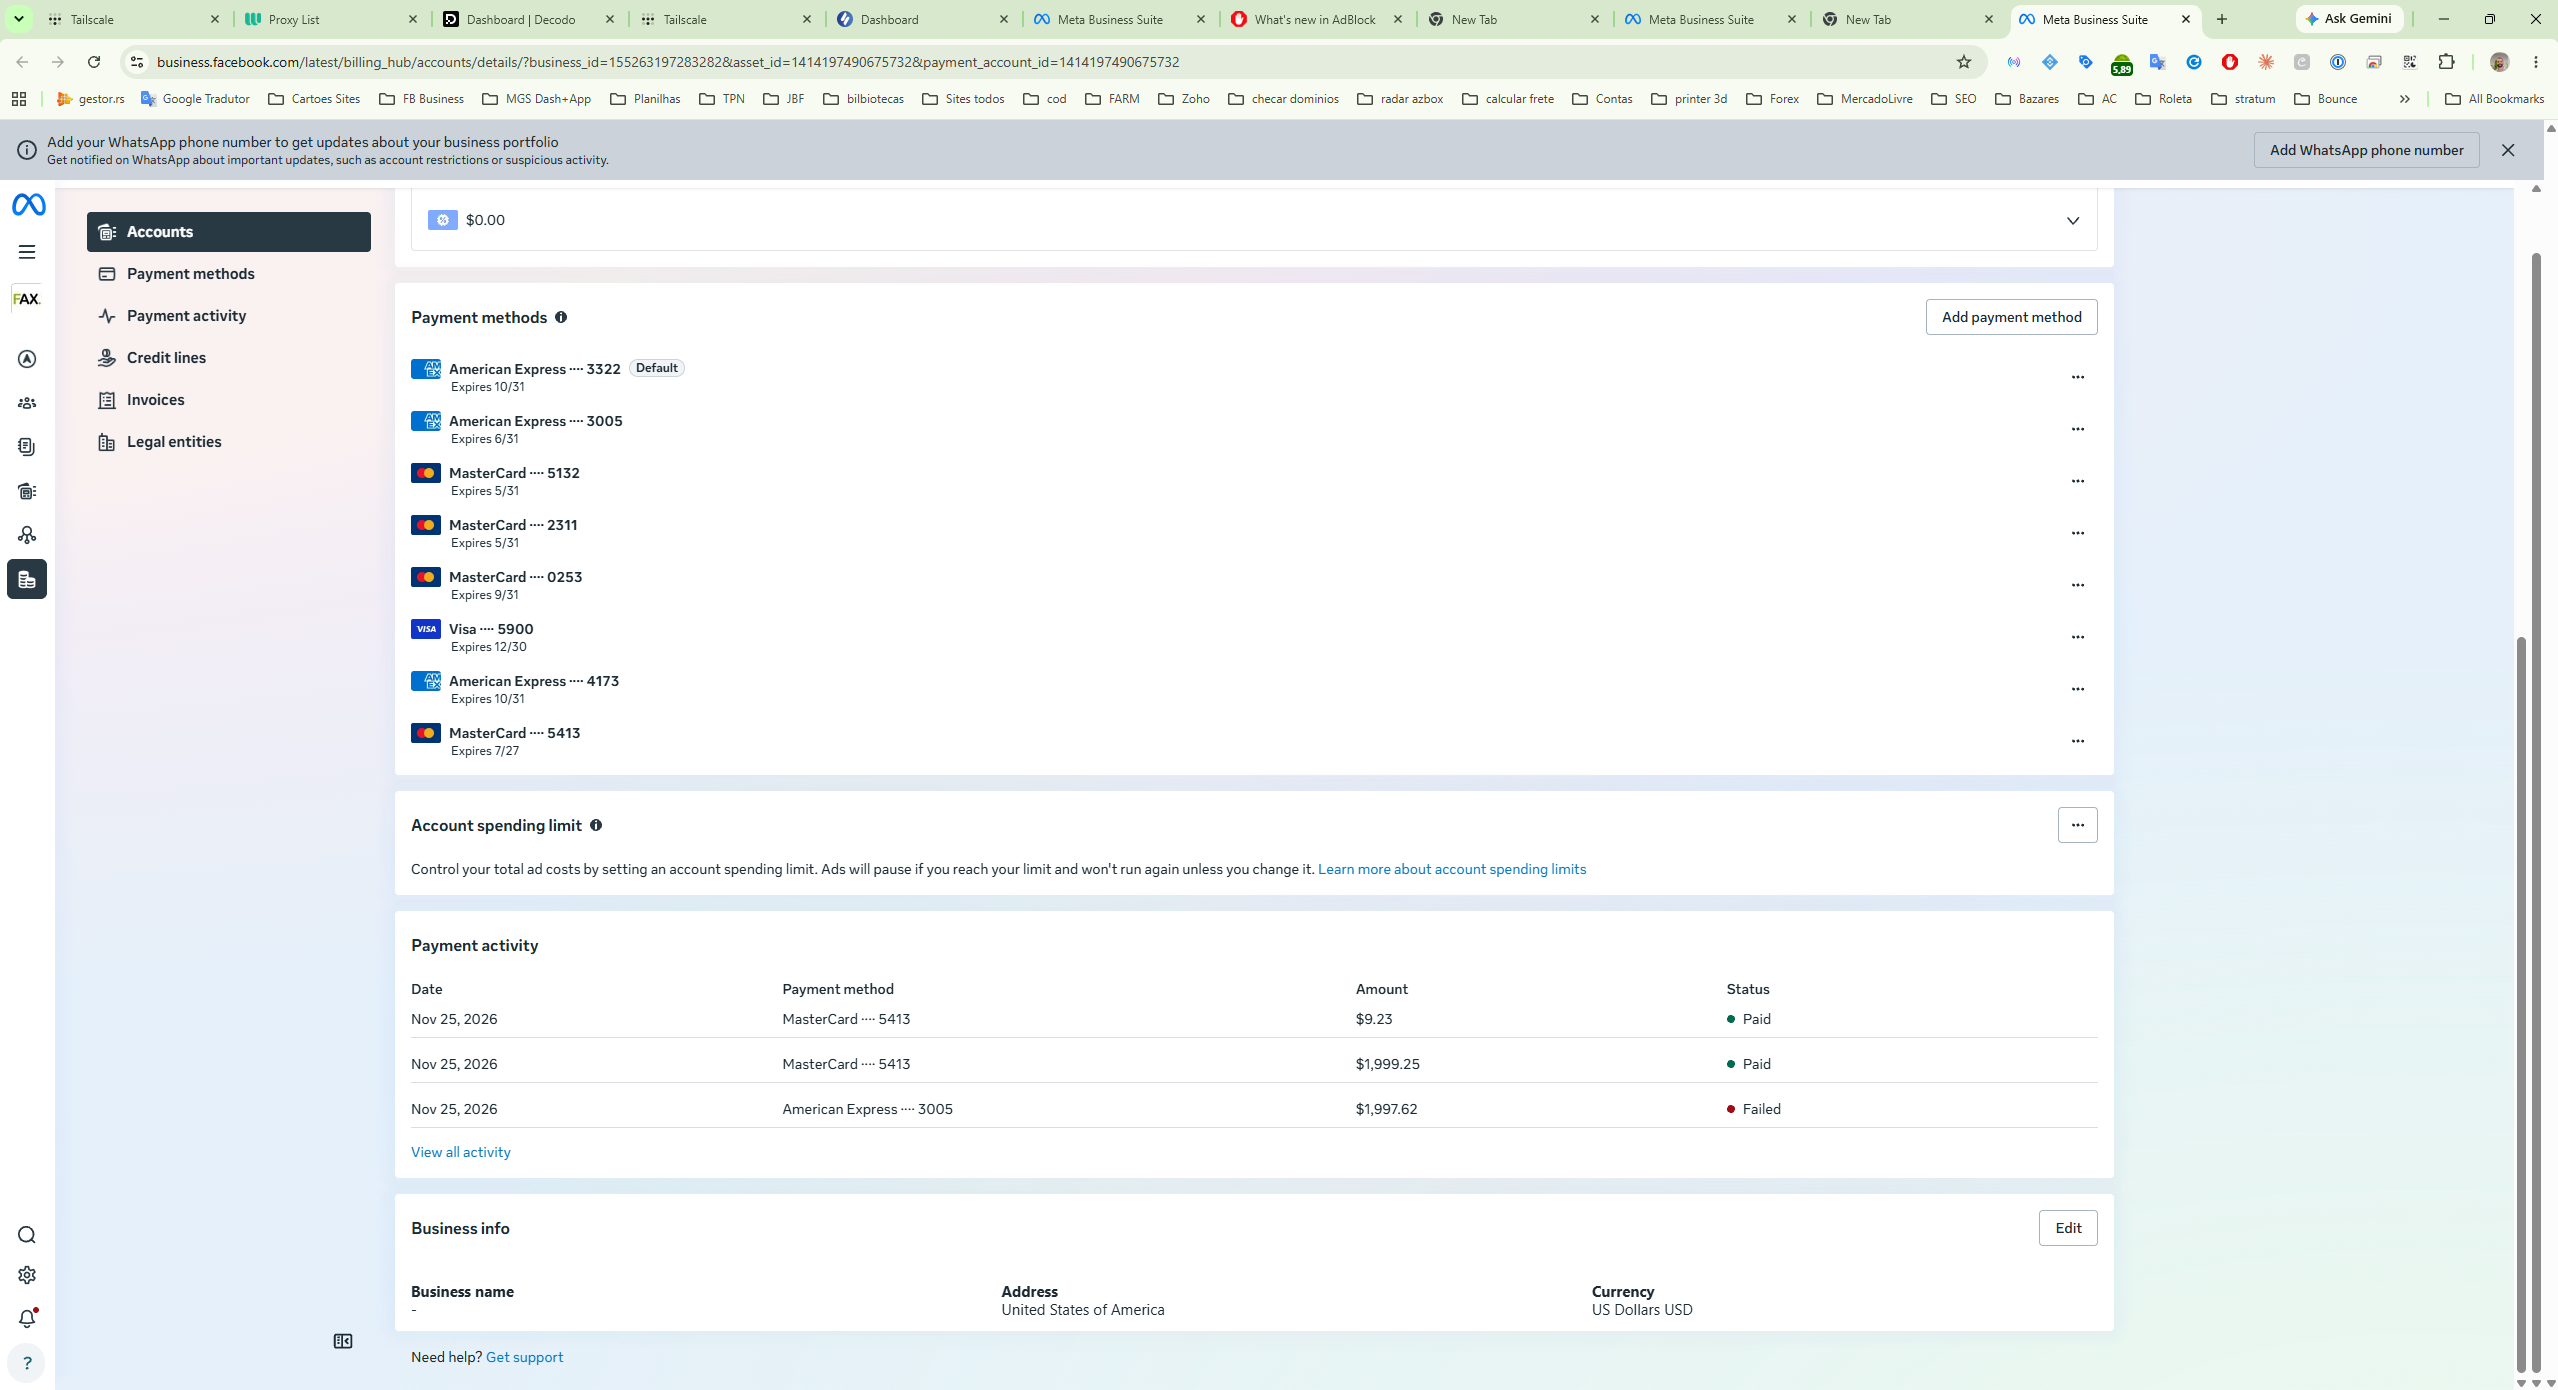 Tailscale
Proxy List
Dashboard | Decodo
Tailscale
Dashboard
Meta Business Suite
What's new in AdBlock
New Tab
Meta Business Suite
New Tab
Meta Business Suite
Ask Gemini
business.facebook.com/latest/billing_hub/accounts/details/?business_id=155263197283282&asset_id=1414197490675732&payment_account_id=1414197490675732
5,89
gestor.rs
Google Tradutor
Cartoes Sites
FB Business
MGS Dash+App
Planilhas
TPN
JBF
bilbiotecas
Sites todos
cod
FARM
Zoho
checar dominios
radar azbox
calcular frete
Contas
printer 3d
Forex
MercadoLivre
SEO
Bazares
AC
Roleta
stratum
Bounce
All Bookmarks
Add your WhatsApp phone number to get updates about your business portfolio
Get notified on WhatsApp about important updates, such as account restrictions or suspicious activity.
Add WhatsApp phone number
FAX.
Accounts
Payment methods
Payment activity
Credit lines
Invoices
Legal entities
$0.00
Payment methods
Add payment method
American Express ···· 3322 Default
Expires 10/31
American Express ···· 3005
Expires 6/31
MasterCard ···· 5132
Expires 5/31
MasterCard ···· 2311
Expires 5/31
MasterCard ···· 0253
Expires 9/31
VISA Visa ···· 5900
Expires 12/30
American Express ···· 4173
Expires 10/31
MasterCard ···· 5413
Expires 7/27
Account spending limit
Control your total ad costs by setting an account spending limit. Ads will pause if you reach your limit and won't run again unless you change it. Learn more about account spending limits
Payment activity
Date Payment method Amount Status
Nov 25, 2026 MasterCard ···· 5413 $9.23 Paid
Nov 25, 2026 MasterCard ···· 5413 $1,999.25 Paid
Nov 25, 2026 American Express ···· 3005 $1,997.62 Failed
View all activity
Business info
Edit
Business name Address Currency
- United States of America US Dollars USD
Need help? Get support